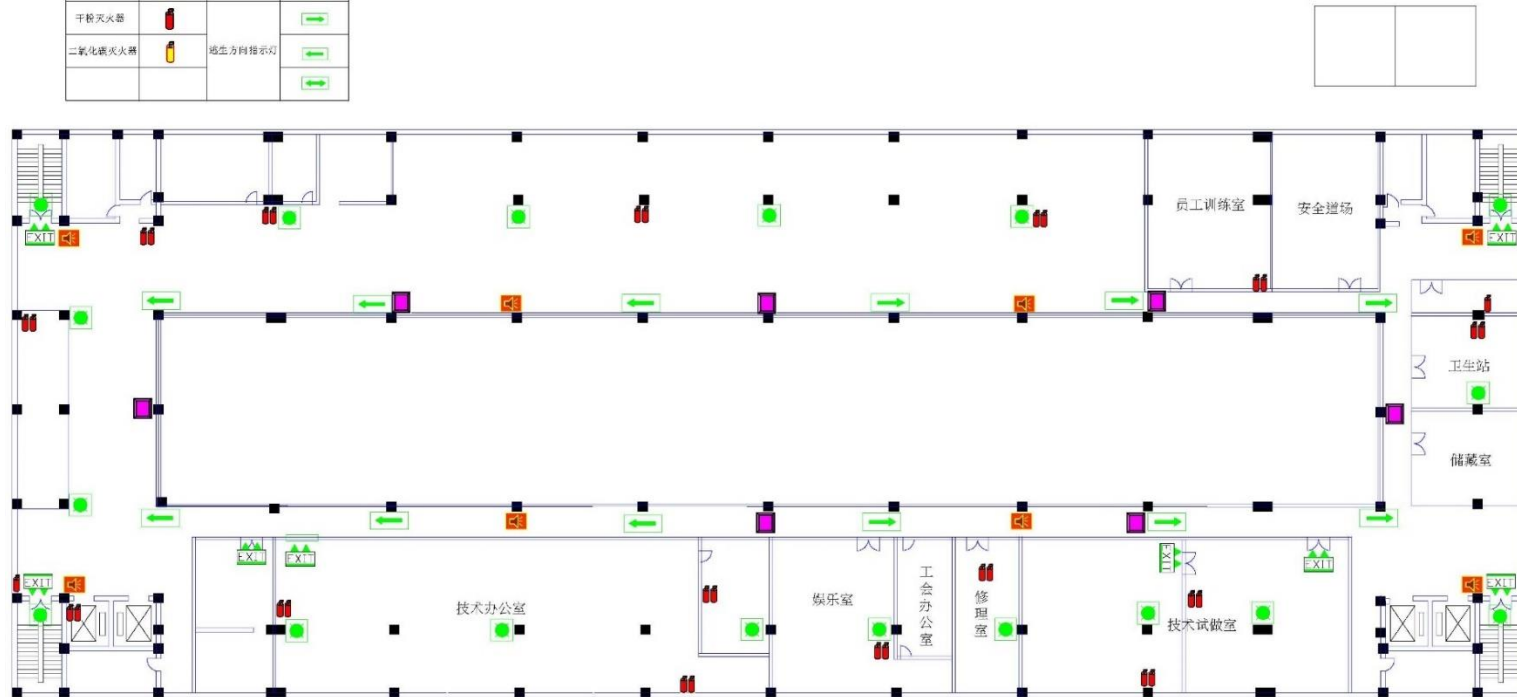 干粉灭火器
二氧化碳灭火器
逃生方向指示灯
员工训练室
安全道场
EXIT
EXIT
卫生站
储藏室
EXIT
EXIT
EXIT
EXIT
EXIT
EXIT
技术办公室
娱乐室
工会办公室
修理室
技术试做室